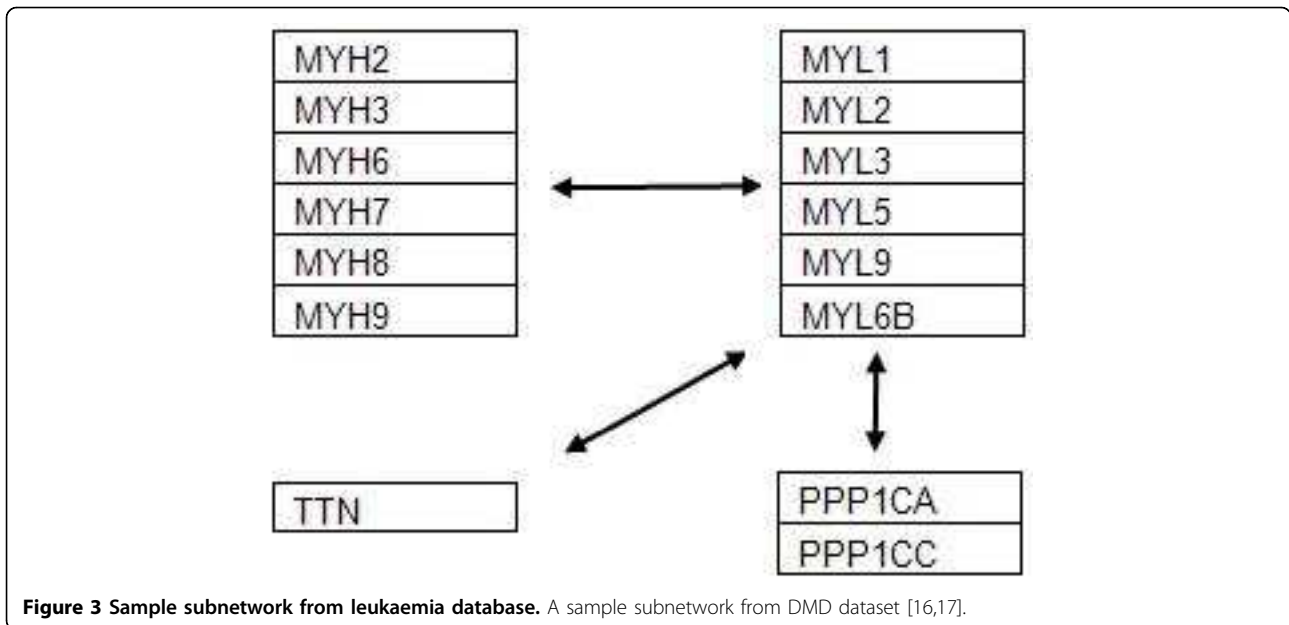 MYH2
MYH3
MYH6
MYH7
MYH8
MYH9
MYL1
MYL2
MYL3
MYL5
MYL9
MYL6B
TTN
PPP1CA
PPP1CC
Figure 3 Sample subnetwork from leukaemia database. A sample subnetwork from DMD dataset [16,17].